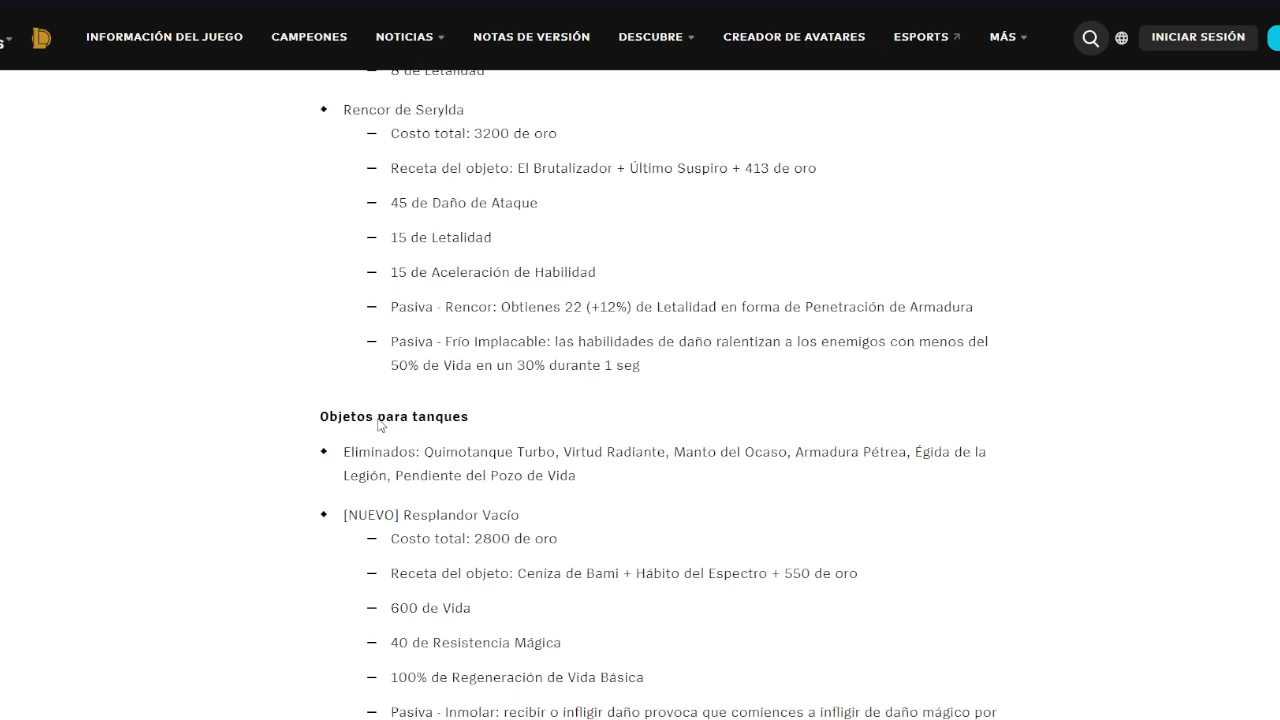 INFORMACIÓN DEL JUEGO CAMPEONES NOTICIAS NOTAS DE VERSIÓN DESCUBRE CREADOR DE AVATARES ESPORTS MÁS INICIAR SESIÓN
8 de Letalidad
Rencor de Serylda
Costo total: 3200 de oro
Receta del objeto: El Brutalizador + Último Suspiro + 413 de oro
45 de Daño de Ataque
15 de Letalidad
15 de Aceleración de Habilidad
Pasiva - Rencor: Obtienes 22 (+12%) de Letalidad en forma de Penetración de Armadura
Pasiva - Frío Implacable: las habilidades de daño ralentizan a los enemigos con menos del
50% de Vida en un 30% durante 1 seg
Objetos para tanques
Eliminados: Quimotanque Turbo, Virtud Radiante, Manto del Ocaso, Armadura Pétrea, Égida de la
Legión, Pendiente del Pozo de Vida
[NUEVO] Resplandor Vacío
Costo total: 2800 de oro
Receta del objeto: Ceniza de Bami + Hábito del Espectro + 550 de oro
600 de Vida
40 de Resistencia Mágica
100% de Regeneración de Vida Básica
Pasiva - Inmolar: recibir o infligir daño provoca que comiences a infligir de daño mágico por